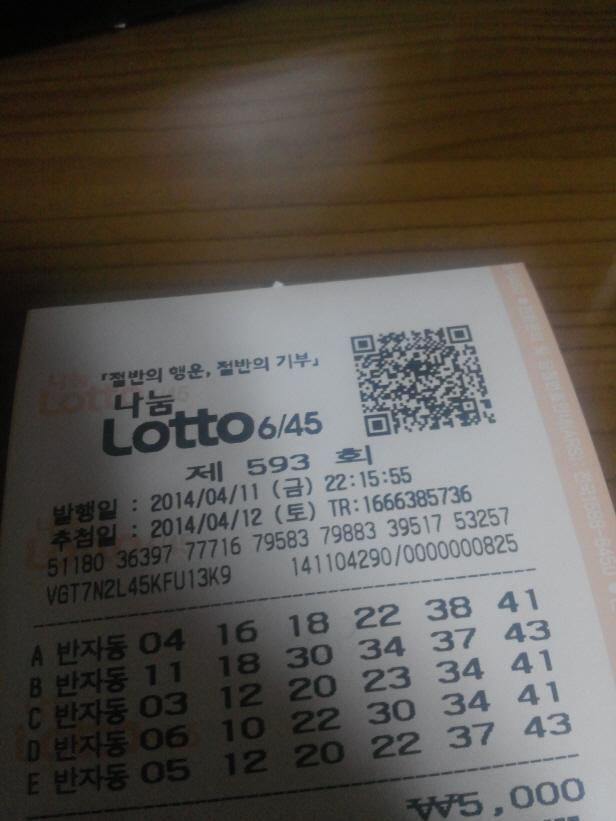 「절반의 행운, 절반의 기부」
나눔
Lotto 6/45
제 593 회
발행일 : 2014/04/11 (금) 22:15:55
추첨일 : 2014/04/12 (토) TR:1666385736
51180 36397 77716 79583 79883 39517 53257
VGT7N2L45KFU13K9 141104290/0000000825
A 반자동 04 16 18 22 38 41
B 반자동 11 18 30 34 37 43
C 반자동 03 12 20 23 34 41
D 반자동 06 10 22 30 34 41
E 반자동 05 12 20 22 37 43
₩5,000